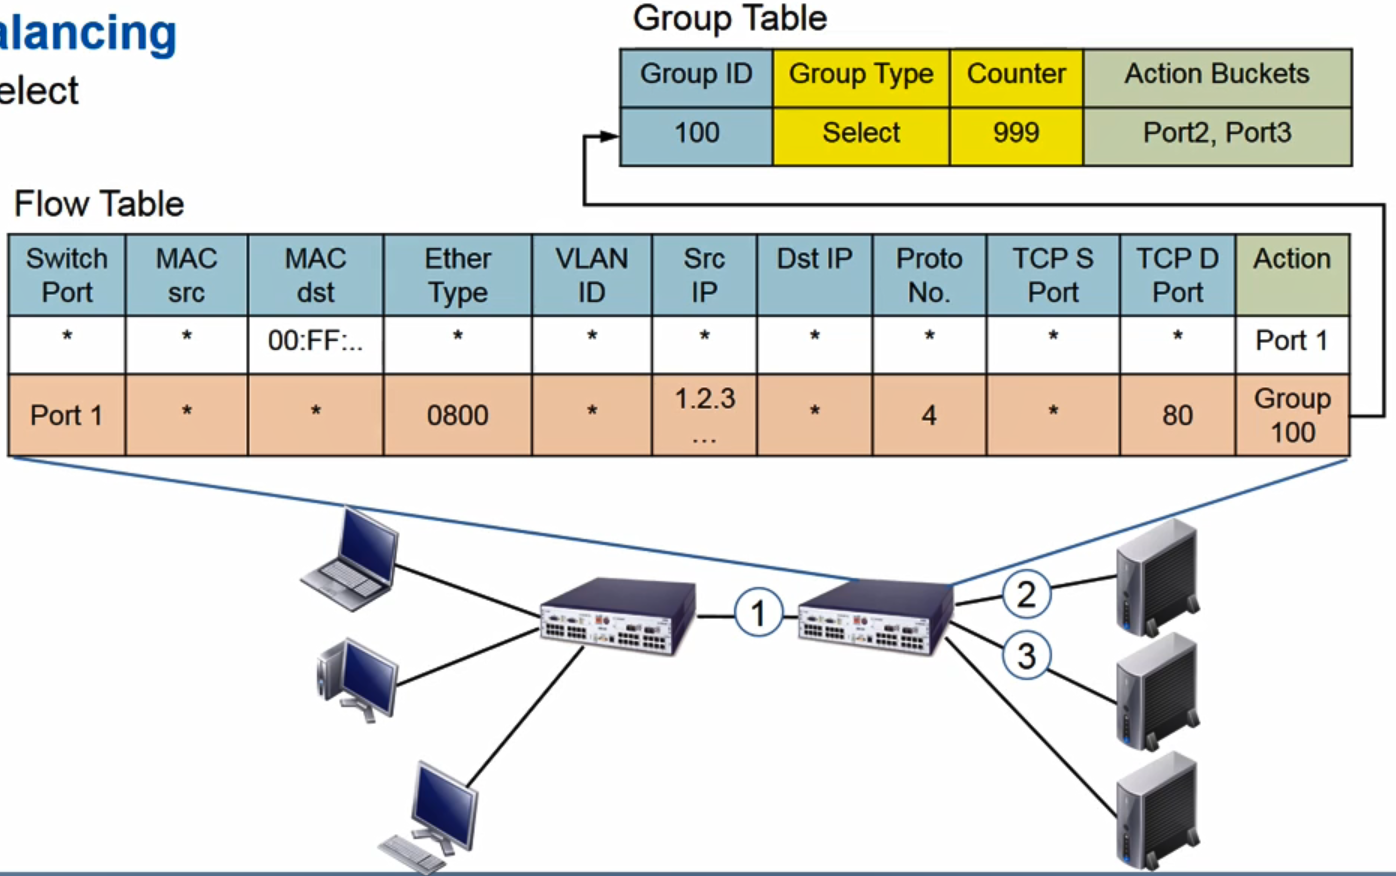 alancing
elect
Group Table
Group ID Group Type Counter Action Buckets
100 Select 999 Port2, Port3
Flow Table
Switch Port MAC src MAC dst Ether Type VLAN ID Src IP Dst IP Proto No. TCP S Port TCP D Port Action
* * 00:FF:.. * * * * * * * Port 1
Port 1 * * 0800 * 1.2.3 ... * 4 * 80 Group 100
1
2
3